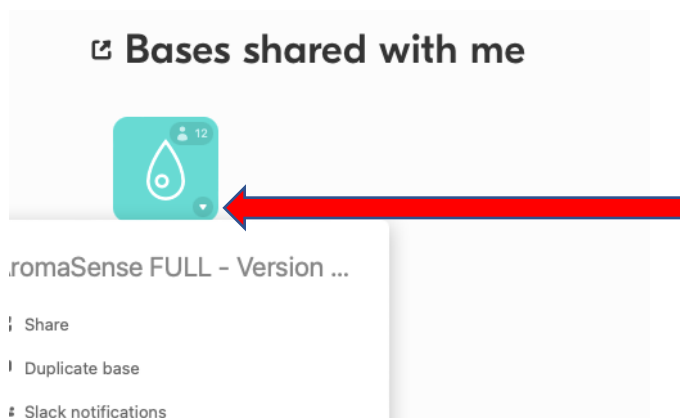 Bases shared with me
12
romaSense FULL - Version ...
Share
Duplicate base
Slack notifications